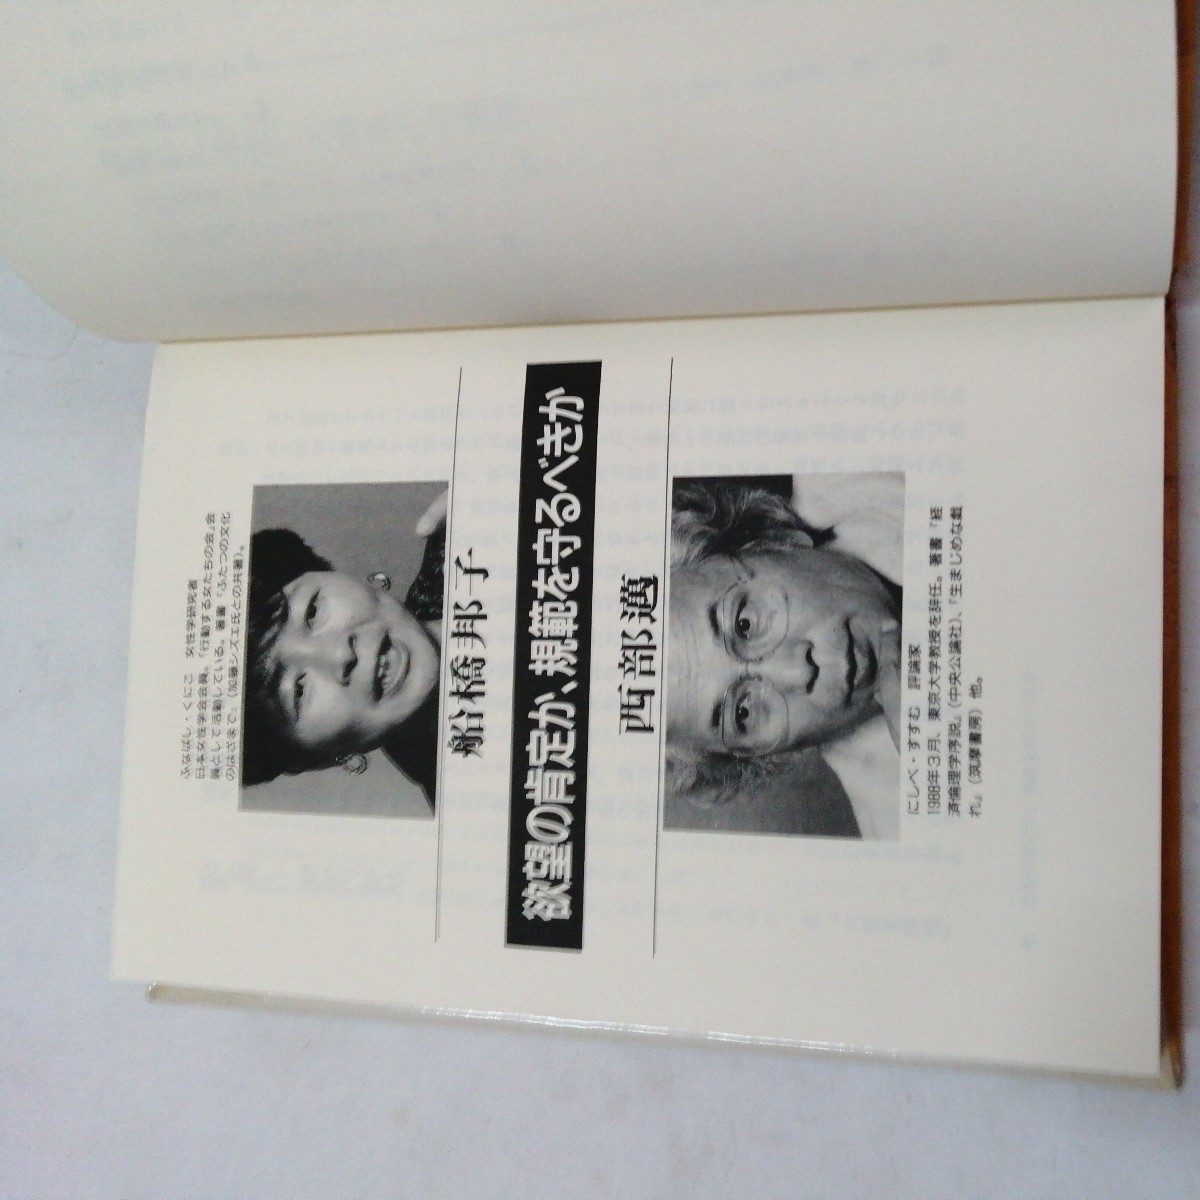 ふなばし・くにこ　女性学研究者
日本女性学会会員。「行動する女たちの会」会
員として活動している。著書『ふたつの文化
のはざまで』(加藤シズエ氏との共著)。
船橋邦子
欲望の肯定か、規範を守るべきか
西部邁
にしべ・すすむ　評論家
1988年3月、東京大学教授を辞任。著書『経
済倫理学序説』(中央公論社)、『生まじめな戯
れ』(筑摩書房)他。